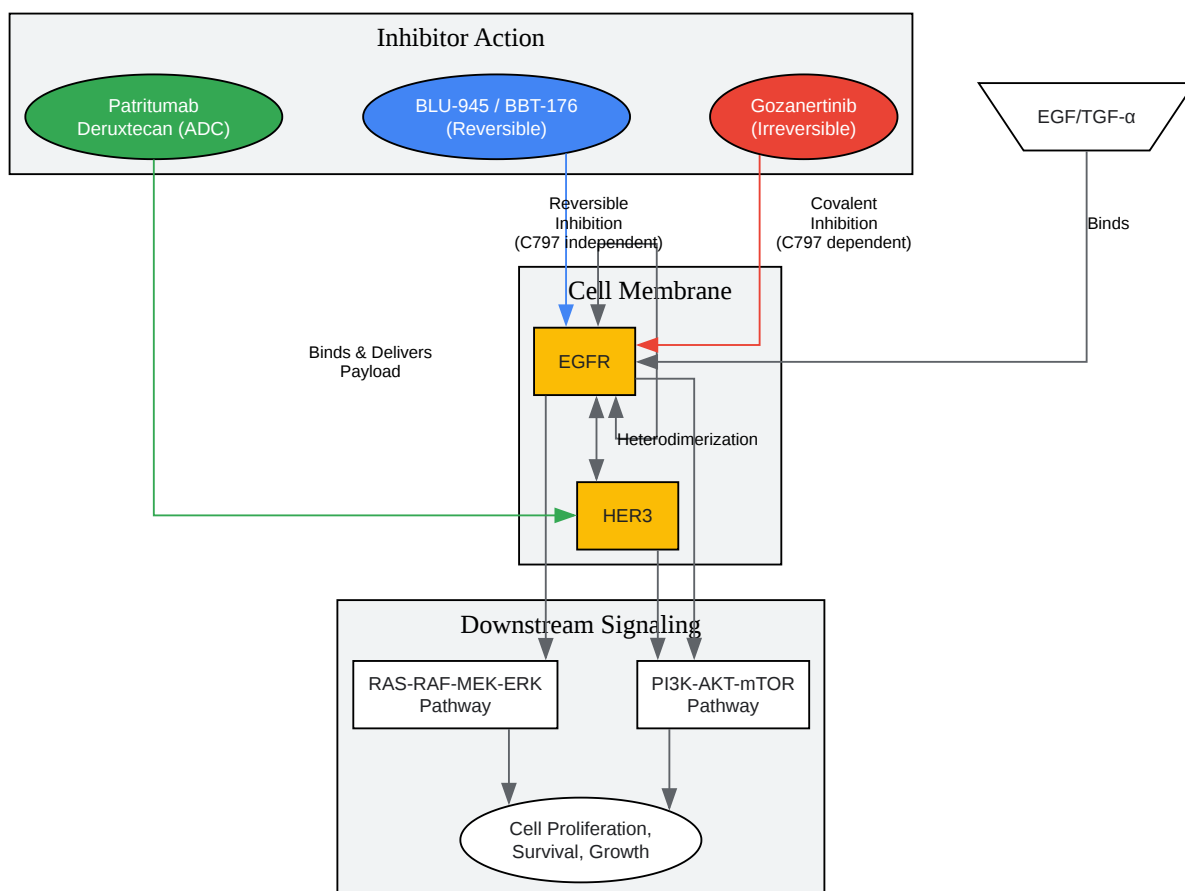 Inhibitor Action
Patritumab
Deruxtecan (ADC)
BLU-945 / BBT-176
(Reversible)
Gozanertinib
(Irreversible)
EGF/TGF-α
Reversible
Inhibition
(C797 independent)
Covalent
Inhibition
(C797 dependent)
Binds
Cell Membrane
Binds & Delivers
Payload
EGFR
Heterodimerization
HER3
Downstream Signaling
RAS-RAF-MEK-ERK
Pathway
PI3K-AKT-mTOR
Pathway
Cell Proliferation,
Survival, Growth